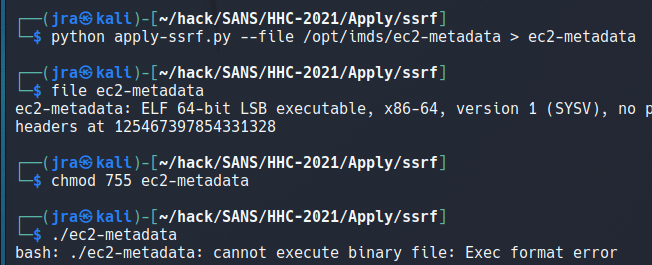 ┌──(jra㉿kali)-[~/hack/SANS/HHC-2021/Apply/ssrf]
└─$ python apply-ssrf.py --file /opt/imds/ec2-metadata > ec2-metadata
┌──(jra㉿kali)-[~/hack/SANS/HHC-2021/Apply/ssrf]
└─$ file ec2-metadata
ec2-metadata: ELF 64-bit LSB executable, x86-64, version 1 (SYSV), no p
headers at 125467397854331328
┌──(jra㉿kali)-[~/hack/SANS/HHC-2021/Apply/ssrf]
└─$ chmod 755 ec2-metadata
┌──(jra㉿kali)-[~/hack/SANS/HHC-2021/Apply/ssrf]
└─$ ./ec2-metadata
bash: ./ec2-metadata: cannot execute binary file: Exec format error